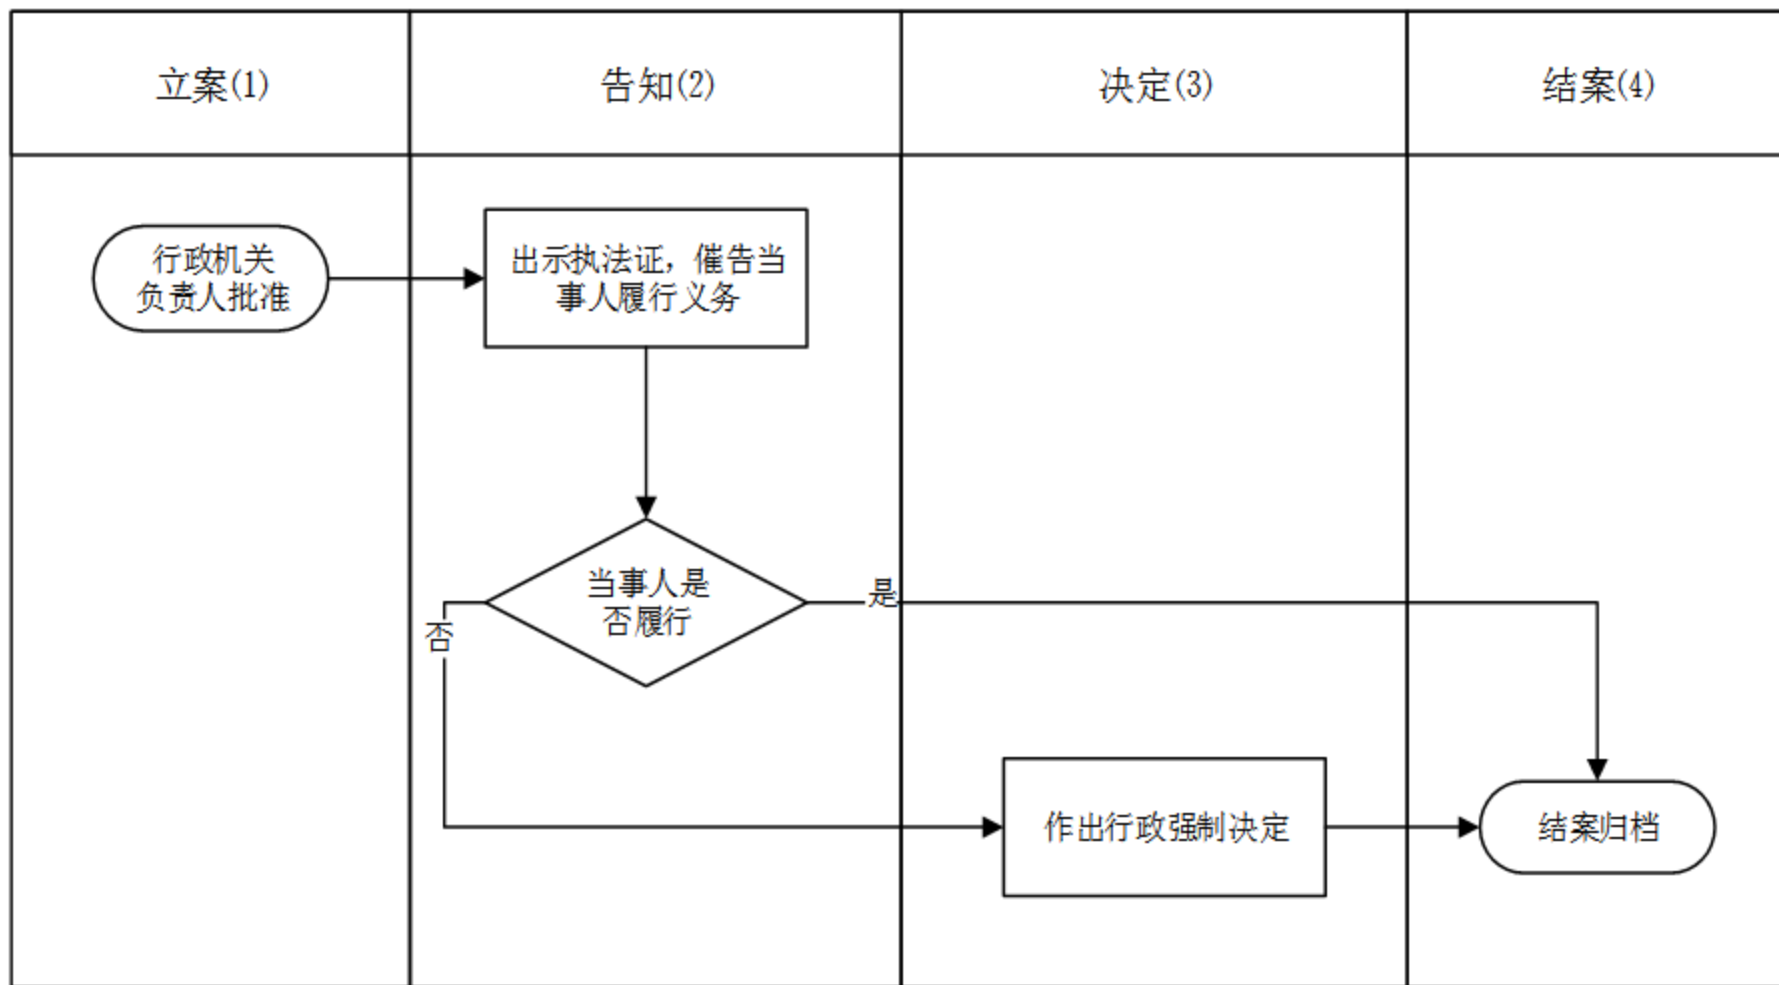 立案(1)
告知(2)
决定(3)
结案(4)
行政机关
负责人批准
出示执法证，催告当
事人履行义务
当事人是
否履行
是
否
作出行政强制决定
结案归档